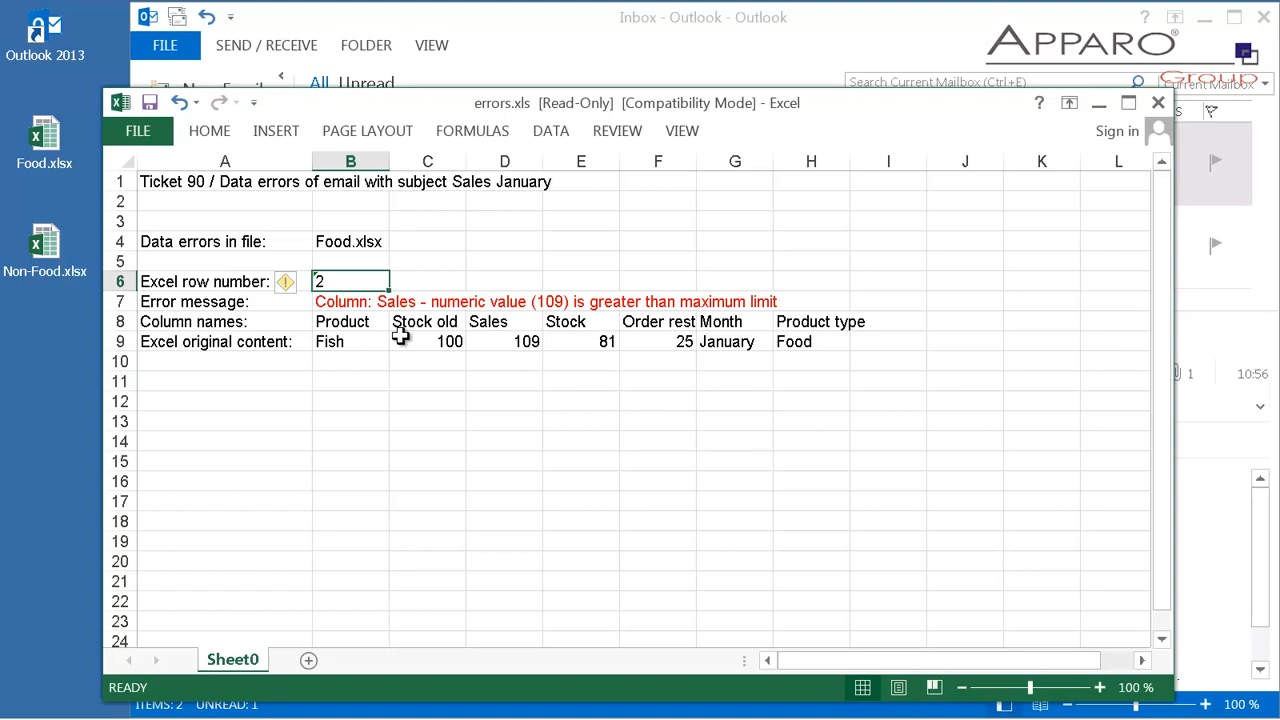 Outlook 2013
Food.xlsx
Non-Food.xlsx
Inbox - Outlook - Outlook
FILE SEND / RECEIVE FOLDER VIEW
APPARO®
Group
All Unread
Search Current Mailbox (Ctrl+E)
Current Mailbox
errors.xls [Read-Only] [Compatibility Mode] - Excel
FILE HOME INSERT PAGE LAYOUT FORMULAS DATA REVIEW VIEW Sign in
A B C D E F G H I J K L
1 Ticket 90 / Data errors of email with subject Sales January
2
3
4 Data errors in file: Food.xlsx
5
6 Excel row number: 2
7 Error message: Column: Sales - numeric value (109) is greater than maximum limit
8 Column names: Product Stock old Sales Stock Order rest Month Product type
9 Excel original content: Fish 100 109 81 25 January Food
10
11
12
13
14
15
16
17
18
19
20
21
22
23
24
1 10:56
Sheet0
READY 100 %
ITEMS: 2 UNREAD: 1 100 %